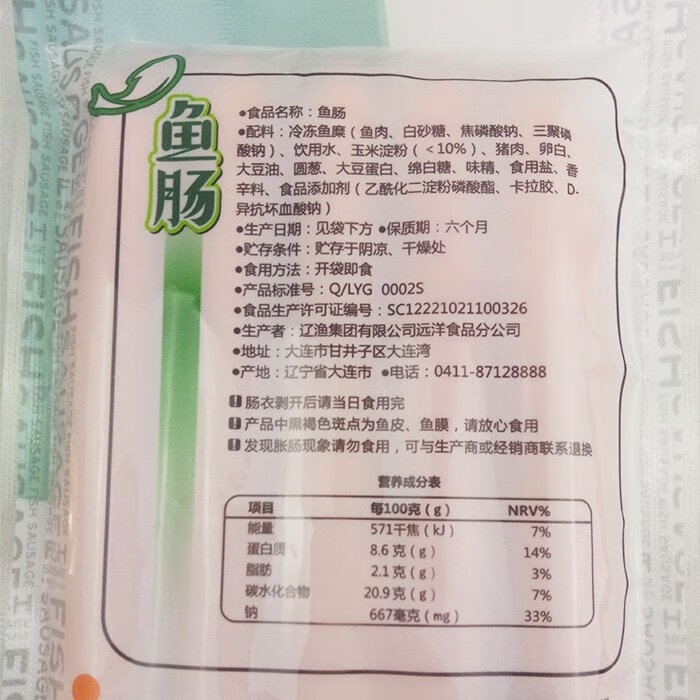 鱼肠
●食品名称：鱼肠
●配料：冷冻鱼糜（鱼肉、白砂糖、焦磷酸钠、三聚磷
酸钠）、饮用水、玉米淀粉（＜10%）、猪肉、卵白、
大豆油、圆葱、大豆蛋白、绵白糖、味精、食用盐、香
辛料、食品添加剂（乙酰化二淀粉磷酸酯、卡拉胶、D-
异抗坏血酸钠）
●生产日期：见袋下方 ●保质期：六个月
●贮存条件：贮存于阴凉、干燥处
●食用方法：开袋即食
●产品标准号：Q/LYG 0002S
●食品生产许可证编号：SC12221021100326
●生产者：辽渔集团有限公司远洋食品分公司
●地址：大连市甘井子区大连湾
●产地：辽宁省大连市 ●电话：0411-87128888
肠衣剥开后请当日食用完
产品中黑褐色斑点为鱼皮、鱼膜，请放心食用
发现胀肠现象请勿食用，可与生产商或经销商联系退换
营养成分表
项目 每100克（g） NRV%
能量 571千焦（kJ） 7%
蛋白质 8.6克（g） 14%
脂肪 2.1克（g） 3%
碳水化合物 20.9克（g） 7%
钠 667毫克（mg） 33%
FISH SAUSAGE